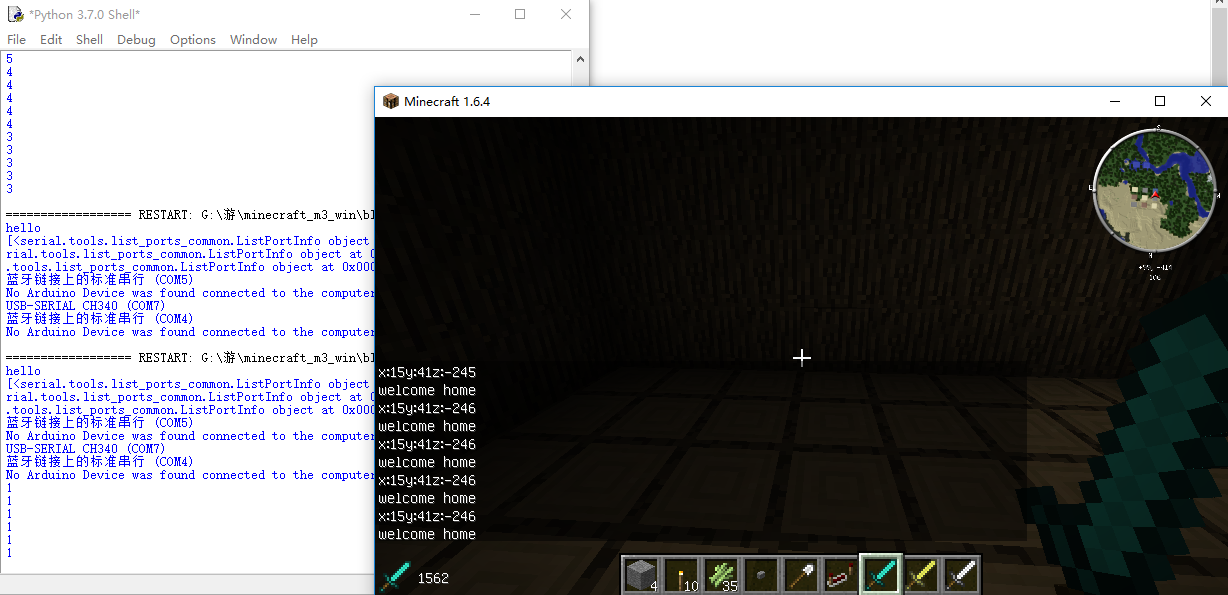 *Python 3.7.0 Shell*
File Edit Shell Debug Options Window Help
5
4
4
4
4
4
3
3
3
3
3
================== RESTART: G:\游\minecraft_m3_win\b
hello
[<serial.tools.list_ports_common.ListPortInfo object
rial.tools.list_ports_common.ListPortInfo object at 0
.tools.list_ports_common.ListPortInfo object at 0x000
蓝牙链接上的标准串行 (COM5)
No Arduino Device was found connected to the computer
USB-SERIAL CH340 (COM7)
蓝牙链接上的标准串行 (COM4)
No Arduino Device was found connected to the computer
================== RESTART: G:\游\minecraft_m3_win\b
hello
[<serial.tools.list_ports_common.ListPortInfo object
rial.tools.list_ports_common.ListPortInfo object at 0
.tools.list_ports_common.ListPortInfo object at 0x000
蓝牙链接上的标准串行 (COM5)
No Arduino Device was found connected to the computer
USB-SERIAL CH340 (COM7)
蓝牙链接上的标准串行 (COM4)
No Arduino Device was found connected to the computer
1
1
1
1
1
1
Minecraft 1.6.4
S
E
W
N
x:15y:41z:-245
welcome home
x:15y:41z:-246
welcome home
x:15y:41z:-246
welcome home
x:15y:41z:-246
welcome home
x:15y:41z:-246
welcome home
1562
4
10
35